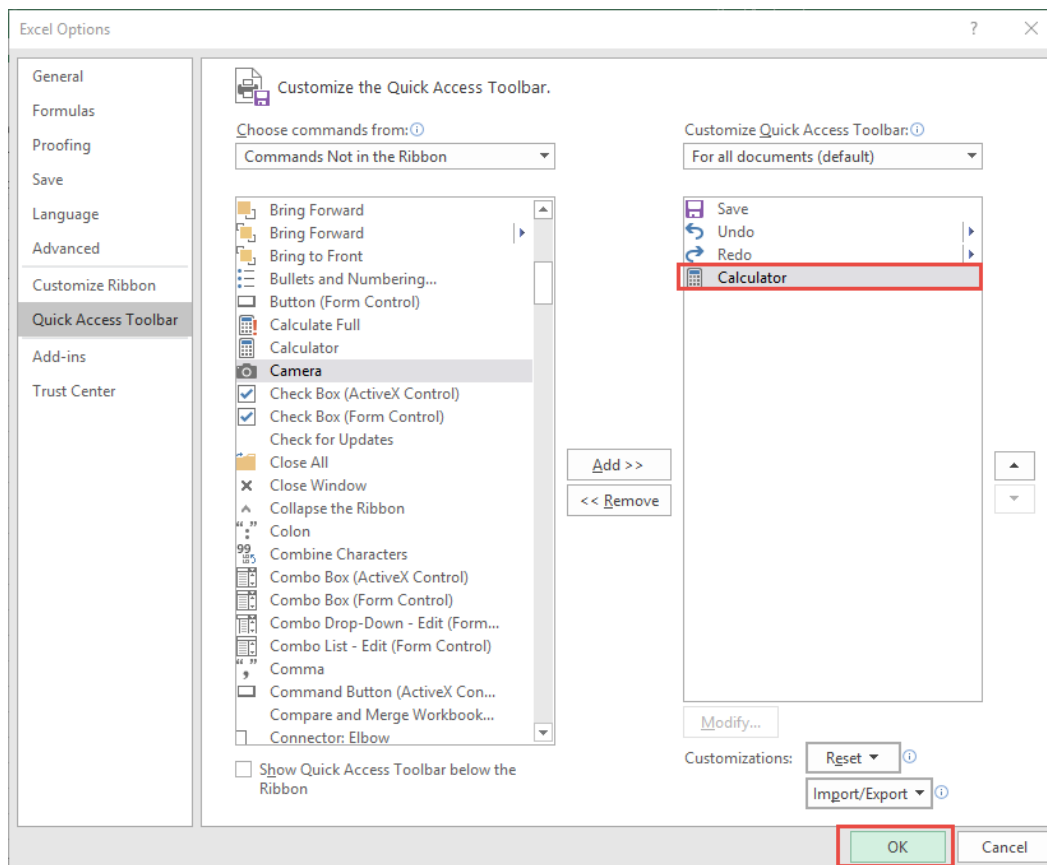 Excel Options
?
General
Formulas
Proofing
Save
Language
Advanced
Customize Ribbon
Quick Access Toolbar
Add-ins
Trust Center
Customize the Quick Access Toolbar.
Choose commands from:
Commands Not in the Ribbon
Bring Forward
Bring Forward
Bring to Front
Bullets and Numbering...
Button (Form Control)
Calculate Full
Calculator
Camera
Check Box (ActiveX Control)
Check Box (Form Control)
Check for Updates
Close All
Close Window
Collapse the Ribbon
Colon
Combine Characters
Combo Box (ActiveX Control)
Combo Box (Form Control)
Combo Drop-Down - Edit (Form...
Combo List - Edit (Form Control)
Comma
Command Button (ActiveX Con...
Compare and Merge Workbook...
Connector: Elbow
Show Quick Access Toolbar below the
Ribbon
Add >>
<< Remove
Customize Quick Access Toolbar:
For all documents (default)
Save
Undo
Redo
Calculator
Modify...
Customizations:
Reset
Import/Export
OK
Cancel